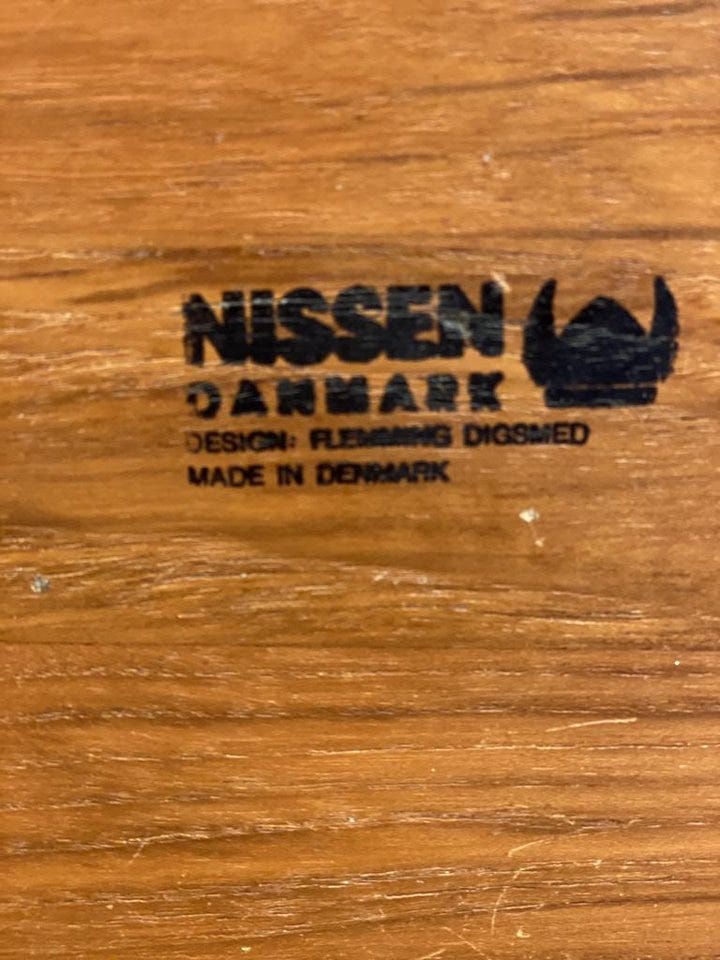 NISSEN
DANMARK
DESIGN: FLEMMING DIGSMED
MADE IN DENMARK